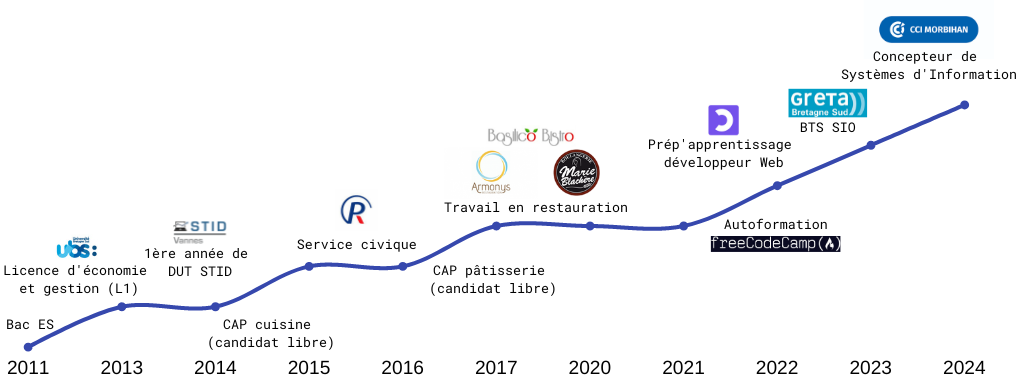 CCI MORBIHAN
Concepteur de
Systèmes d'Information
GRETA
Bretagne Sud
BTS SIO
Prép'apprentissage
développeur Web
Basilico Bistro
Armonys
BOULANGERIE
Marie
Blachère
Travail en restauration
Autoformation
freeCodeCamp
R
Service civique
STID
Vannes
1ère année de
DUT STID
ubs:
Licence d'économie
et gestion (L1)
CAP pâtisserie
(candidat libre)
Bac ES
CAP cuisine
(candidat libre)
2011 2013 2014 2015 2016 2017 2020 2021 2022 2023 2024